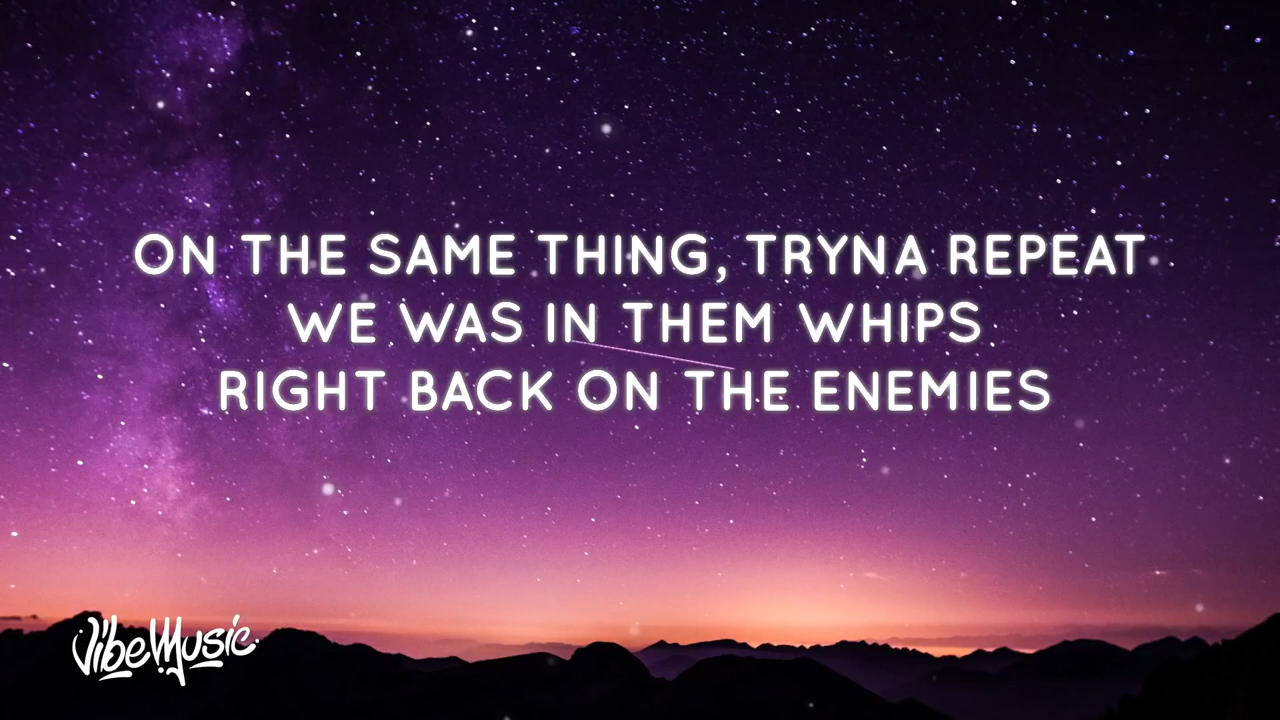 ON THE SAME THING, TRYNA REPEAT
WE WAS IN THEM WHIPS
RIGHT BACK ON THE ENEMIES
VibeMusic